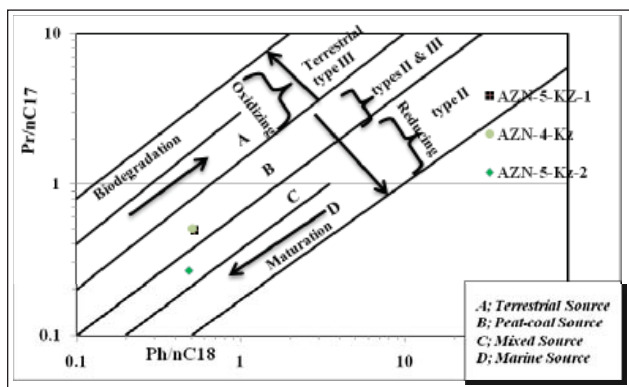 10
Pr/nC17
1
0.1
0.1
Ph/nC18
1
10
Terrestrial
type III
types II & III
type II
Oxidizing
Reducing
Biodegradation
A
B
C
D
Maturation
AZN-5-KZ-1
AZN-4-Kz
AZN-5-Kz-2
A; Terrestrial Source
B; Peat-coal Source
C; Mixed Source
D; Marine Source